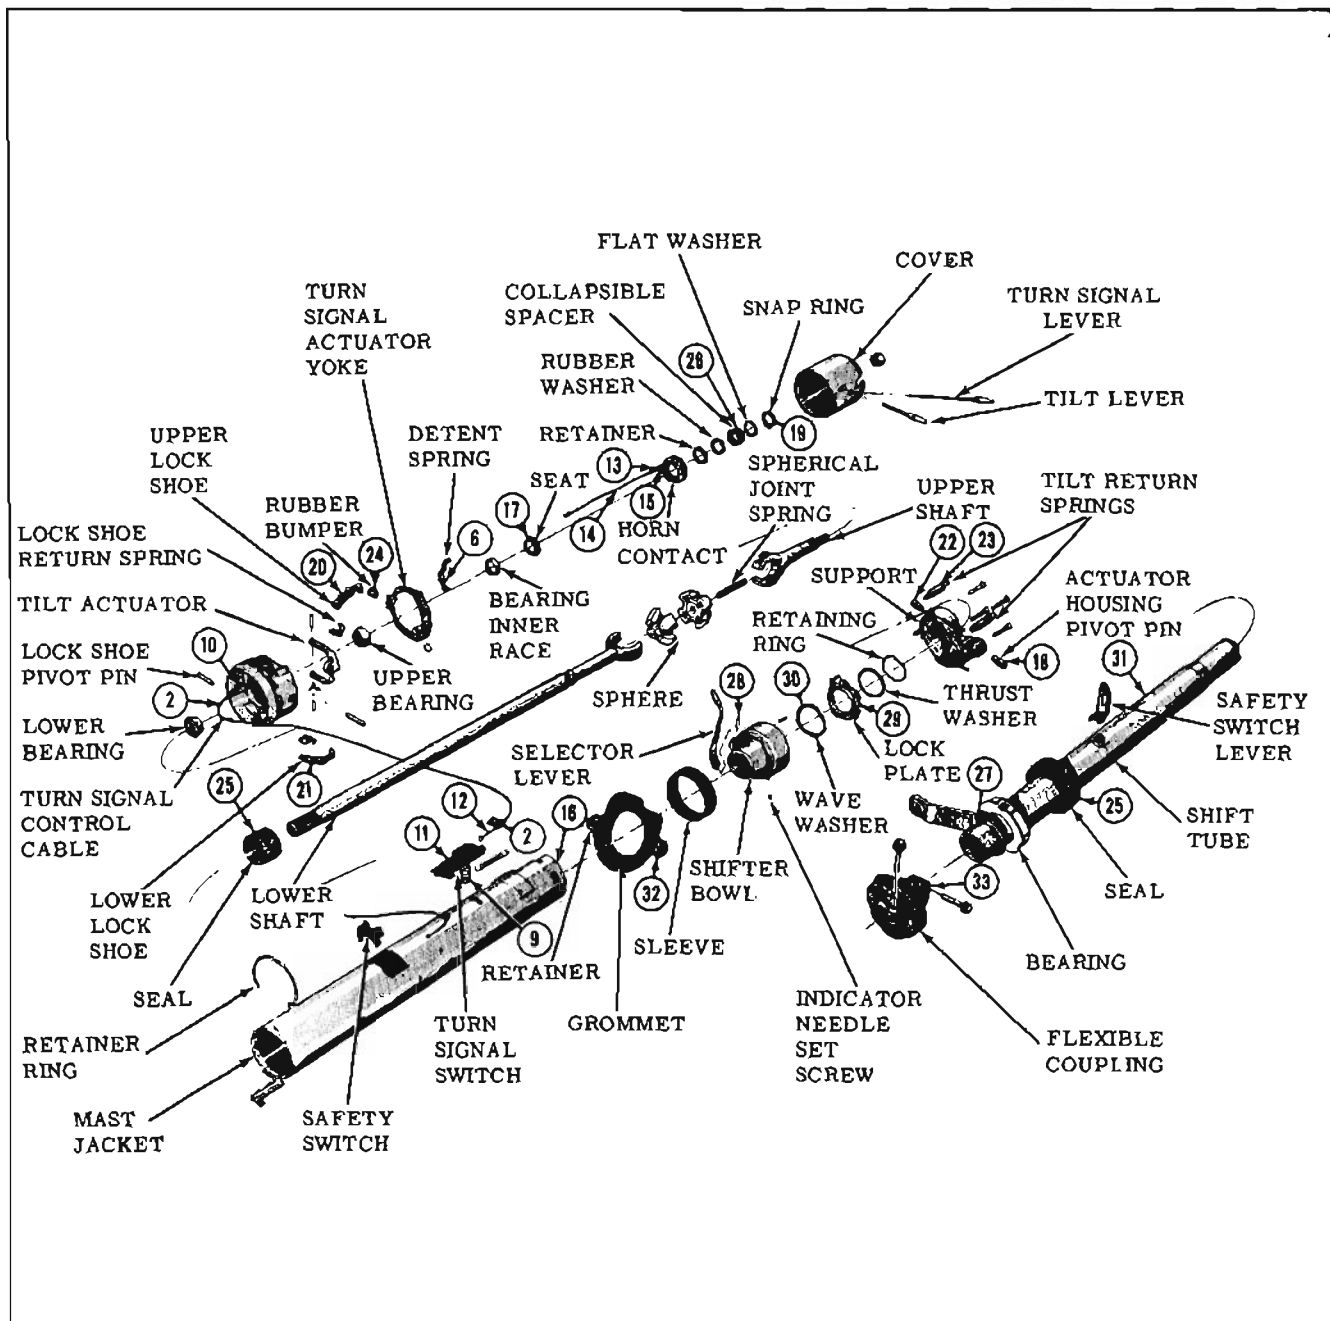 FLAT WASHER
COVER
TURN
SIGNAL
ACTUATOR
YOKE
COLLAPSIBLE
SPACER
SNAP RING
TURN SIGNAL
LEVER
RUBBER
WASHER
26
TILT LEVER
UPPER
LOCK
SHOE
DETENT
SPRING
RETAINER
13
19
SPHERICAL
JOINT
SPRING
UPPER
SHAFT
TILT RETURN
SPRINGS
SEAT
15
RUBBER
BUMPER
17
14
HORN
CONTACT
LOCK SHOE
RETURN SPRING
20
24
6
22
23
SUPPORT
ACTUATOR
HOUSING
PIVOT PIN
TILT ACTUATOR
BEARING
INNER
RACE
RETAINING
RING
LOCK SHOE
PIVOT PIN
10
2
UPPER
BEARING
SPHERE
28
30
18
31
THRUST
WASHER
SAFETY
SWITCH
LEVER
LOWER
BEARING
SELECTOR
LEVER
29
LOCK
PLATE
21
TURN SIGNAL
CONTROL
CABLE
25
12
2
16
WAVE
WASHER
27
25
SHIFT
TUBE
11
LOWER
LOCK
SHOE
LOWER
SHAFT
32
SHIFTER
BOWL
33
SEAL
9
SLEEVE
SEAL
RETAINER
BEARING
RETAINER
RING
TURN
SIGNAL
SWITCH
GROMMET
INDICATOR
NEEDLE
SET
SCREW
FLEXIBLE
COUPLING
MAST
JACKET
SAFETY
SWITCH